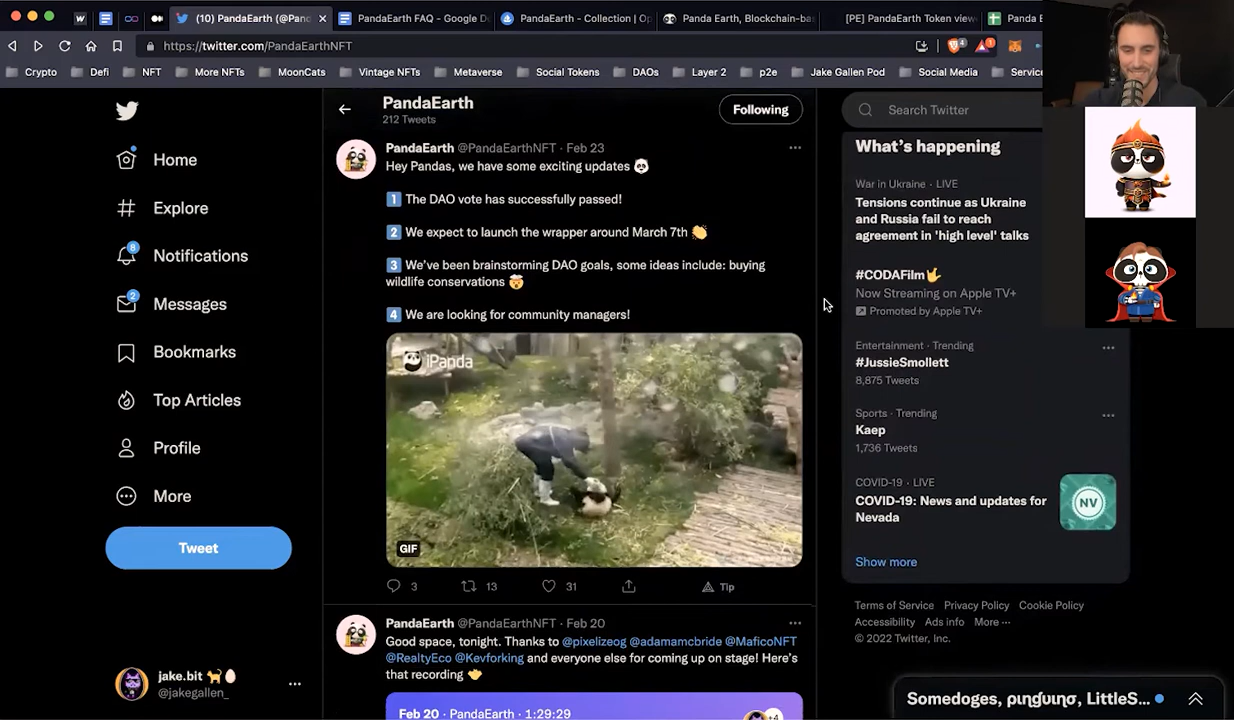 (10) PandaEarth (@Pan
PandaEarth FAQ - Google D
PandaEarth - Collection | Op
Panda Earth, Blockchain-ba
[PE] PandaEarth Token view
Panda E
https://twitter.com/PandaEarthNFT
4
1
Crypto
Defi
NFT
More NFTs
MoonCats
Vintage NFTs
Metaverse
Social Tokens
DAOs
Layer 2
p2e
Jake Gallen Pod
Social Media
Service
Home
Explore
8
Notifications
2
Messages
Bookmarks
Top Articles
Profile
More
Tweet
jake.bit 🐈🥚
@jakegallen_
PandaEarth
212 Tweets
Following
PandaEarth @PandaEarthNFT · Feb 23
Hey Pandas, we have some exciting updates 🐼
1️⃣ The DAO vote has successfully passed!
2️⃣ We expect to launch the wrapper around March 7th 👏
3️⃣ We've been brainstorming DAO goals, some ideas include: buying
wildlife conservations 🤯
4️⃣ We are looking for community managers!
iPanda
GIF
3
13
31
Tip
PandaEarth @PandaEarthNFT · Feb 20
Good space, tonight. Thanks to @pixelizeog @adamamcbride @MaficoNFT
@RealtyEco @Kevforking and everyone else for coming up on stage! Here's
that recording 👇
Feb 20 · PandaEarth · 1:29:29
+4
Search Twitter
What's happening
War in Ukraine · LIVE
Tensions continue as Ukraine
and Russia fail to reach
agreement in 'high level' talks
#CODAFilm🤟
Now Streaming on Apple TV+
Promoted by Apple TV+
Entertainment · Trending
#JussieSmollett
8,875 Tweets
Sports · Trending
Kaep
1,736 Tweets
COVID-19 · LIVE
COVID-19: News and updates for
Nevada
NV
Show more
Terms of Service Privacy Policy Cookie Policy
Accessibility Ads info More ···
© 2022 Twitter, Inc.
LittleS...